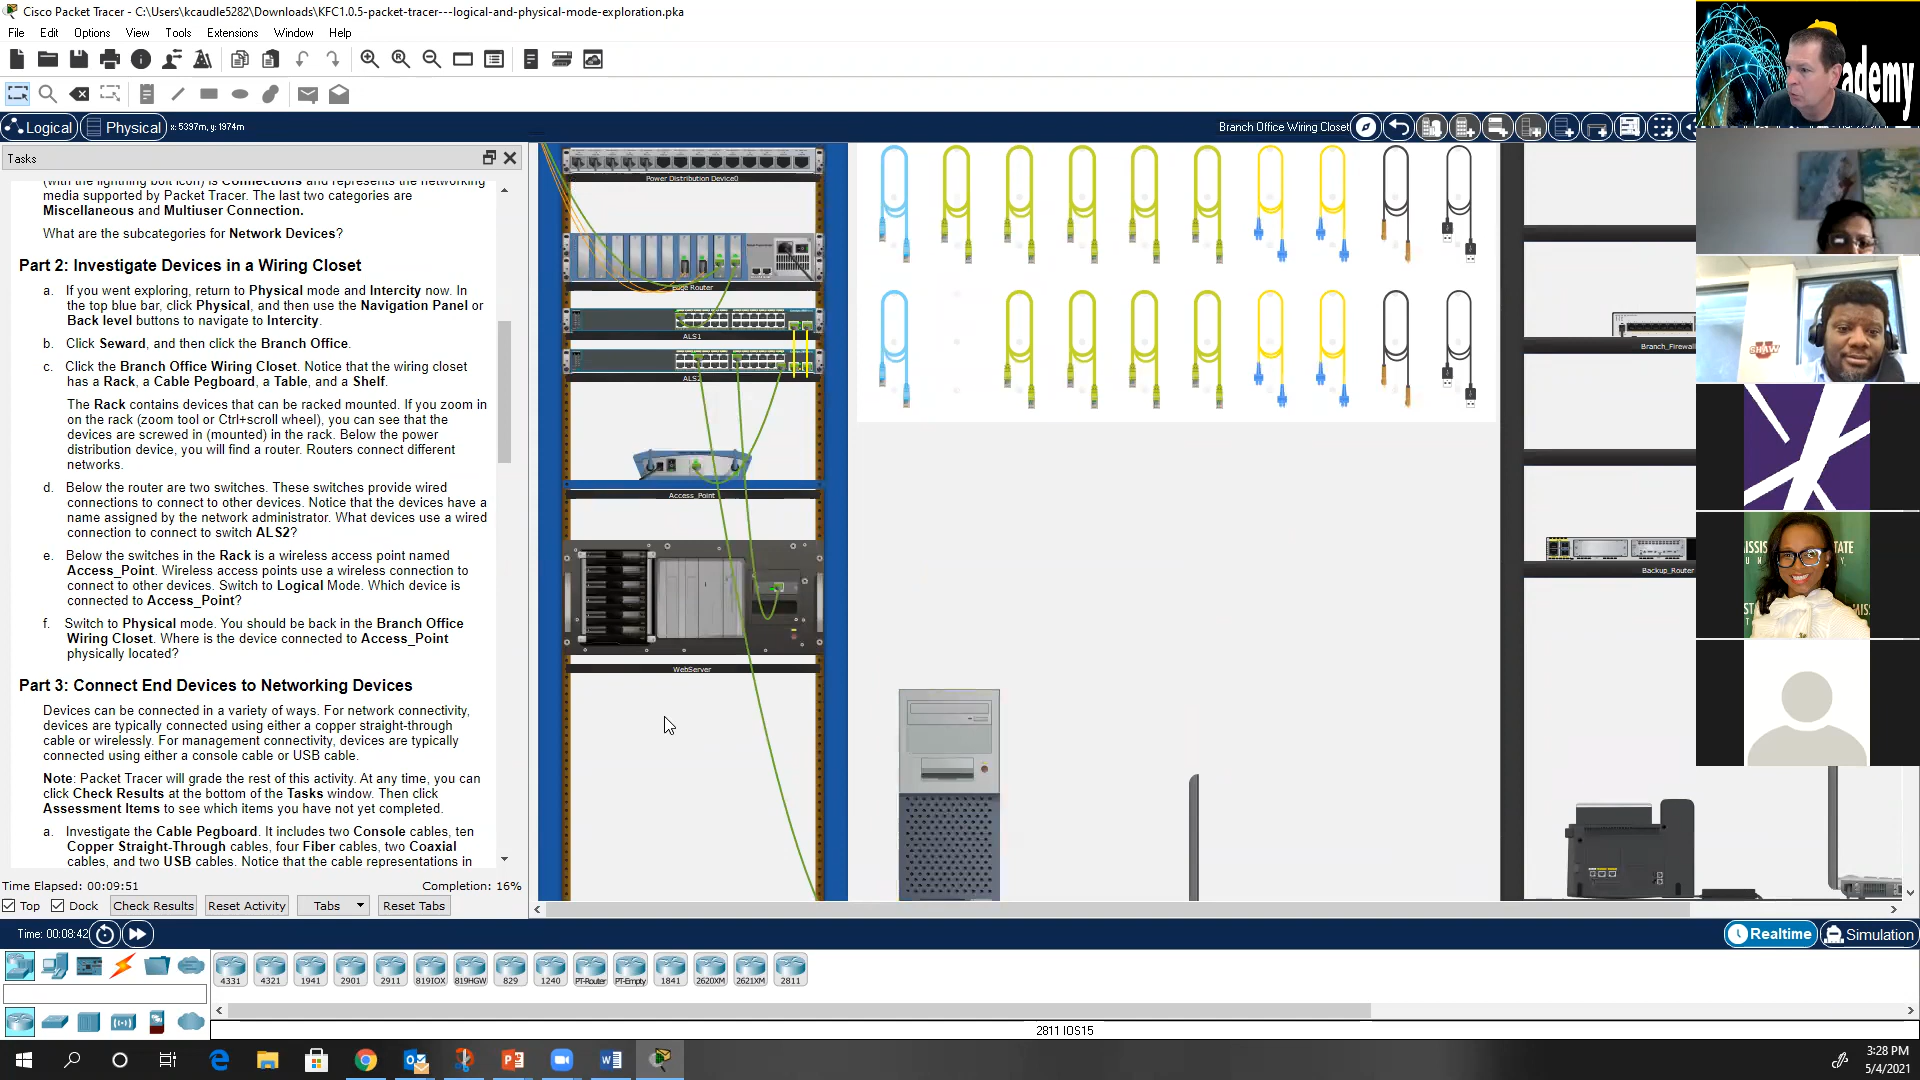 Cisco Packet Tracer - C:\Users\kcaudle5282\Downloads\KFC1.0.5-packet-tracer---logical-and-physical-mode-exploration.pka
File Edit Options View Tools Extensions Window Help
Logical Physical x: 5397m, y: 1974m
Branch Office Wiring Closet
ademy
Tasks
(with the lightning bolt icon) is Connections and represents the networking
media supported by Packet Tracer. The last two categories are
Miscellaneous and Multiuser Connection.
What are the subcategories for Network Devices?
Part 2: Investigate Devices in a Wiring Closet
a. If you went exploring, return to Physical mode and Intercity now. In
the top blue bar, click Physical, and then use the Navigation Panel or
Back level buttons to navigate to Intercity.
b. Click Seward, and then click the Branch Office.
c. Click the Branch Office Wiring Closet. Notice that the wiring closet
has a Rack, a Cable Pegboard, a Table, and a Shelf.
The Rack contains devices that can be racked mounted. If you zoom in
on the rack (zoom tool or Ctrl+scroll wheel), you can see that the
devices are screwed in (mounted) in the rack. Below the power
distribution device, you will find a router. Routers connect different
networks.
d. Below the router are two switches. These switches provide wired
connections to connect to other devices. Notice that the devices have a
name assigned by the network administrator. What devices use a wired
connection to connect to switch ALS2?
e. Below the switches in the Rack is a wireless access point named
Access_Point. Wireless access points use a wireless connection to
connect to other devices. Switch to Logical Mode. Which device is
connected to Access_Point?
f. Switch to Physical mode. You should be back in the Branch Office
Wiring Closet. Where is the device connected to Access_Point
physically located?
Part 3: Connect End Devices to Networking Devices
Devices can be connected in a variety of ways. For network connectivity,
devices are typically connected using either a copper straight-through
cable or wirelessly. For management connectivity, devices are typically
connected using either a console cable or USB cable.
Note: Packet Tracer will grade the rest of this activity. At any time, you can
click Check Results at the bottom of the Tasks window. Then click
Assessment Items to see which items you have not yet completed.
a. Investigate the Cable Pegboard. It includes two Console cables, ten
Copper Straight-Through cables, four Fiber cables, two Coaxial
cables, and two USB cables. Notice that the cable representations in
Time Elapsed: 00:09:51 Completion: 16%
Top Dock Check Results Reset Activity Tabs Reset Tabs
Power Distribution Device0
Edge Router
ALS1
ALS2
Access_Point
WebServer
Branch_Firewall
Backup_Router
SHAW
Time: 00:08:42
Realtime Simulation
4331 4321 1941 2901 2911 819IOX 819HGW 829 1240 PT-Router PT-Empty 1841 2620XM 2621XM 2811
2811 IOS15
3:28 PM
5/4/2021